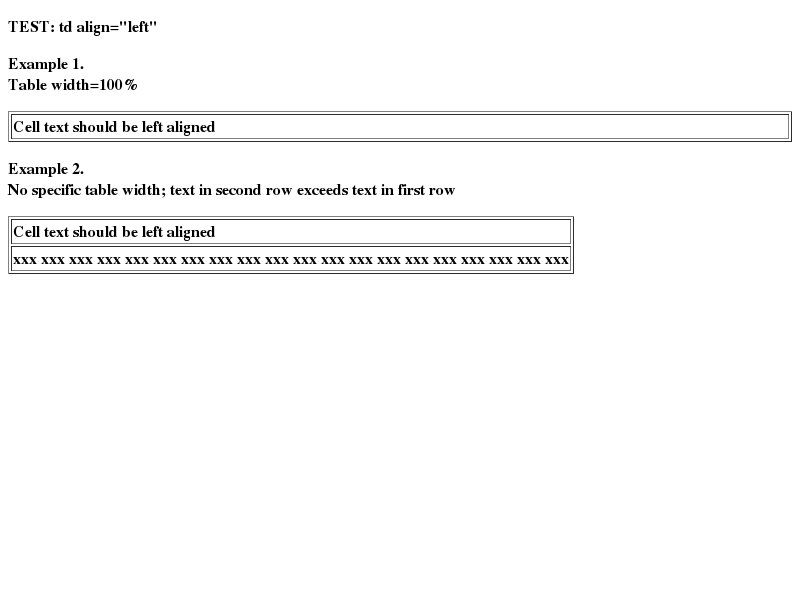 TEST: td align="left"
Example 1.
Table width=100%
Cell text should be left aligned
Example 2.
No specific table width; text in second row exceeds text in first row
Cell text should be left aligned
xxx xxx xxx xxx xxx xxx xxx xxx xxx xxx xxx xxx xxx xxx xxx xxx xxx xxx xxx xxx